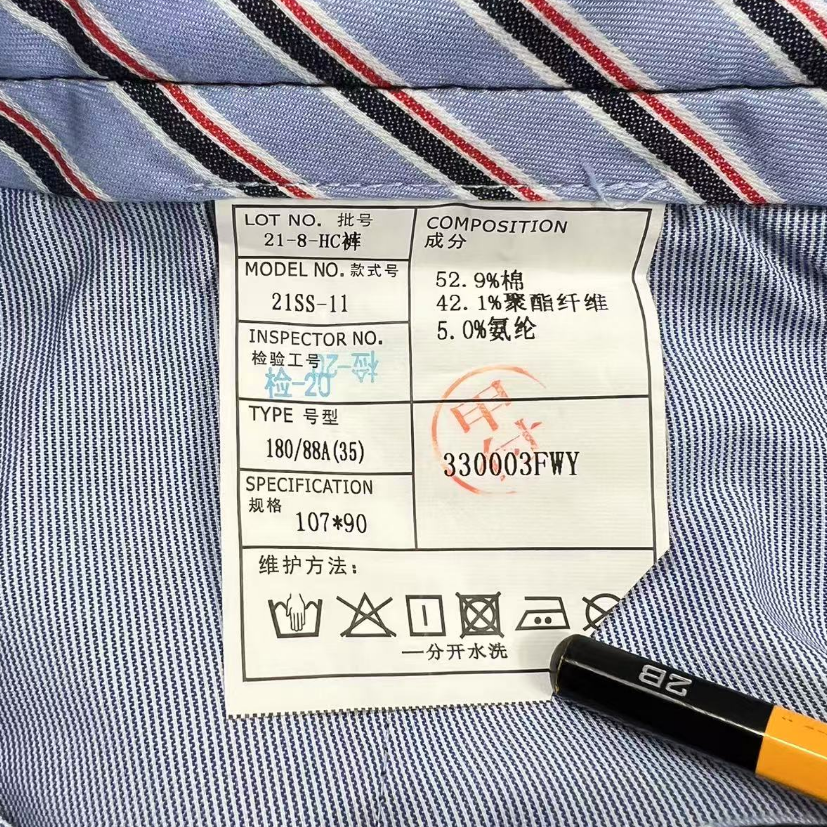 LOT NO. 批号
21-8-HC裤
MODEL NO. 款式号
21SS-11
INSPECTOR NO.
检验工号
检-20
检-20
TYPE 号型
180/88A(35)
SPECIFICATION
规格
107*90
COMPOSITION
成分
52.9%棉
42.1%聚酯纤维
5.0%氨纶
330003FWY
维护方法：
一分开水洗
2B